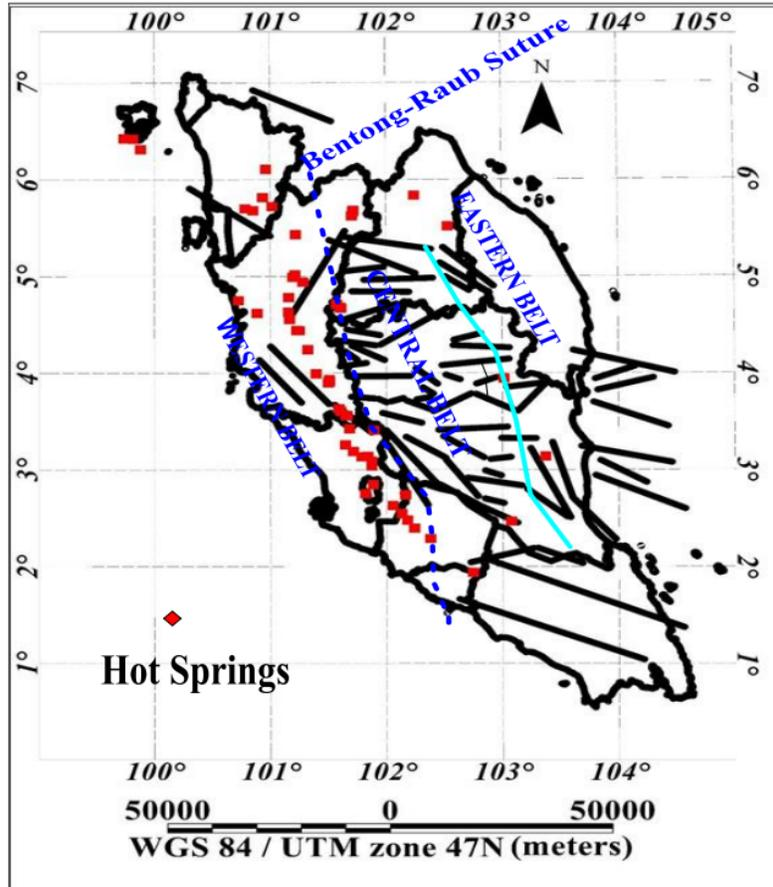 100° 101° 102° 103° 104° 105°
Bentong-Raub Suture
N
7° 7°
6° 6°
EASTERN BELT
5° 5°
CENTRAL BELT
WESTERN BELT
4° 4°
3° 3°
2° 2°
1° 1°
Hot Springs
100° 101° 102° 103° 104°
50000 0 50000
WGS 84 / UTM zone 47N (meters)